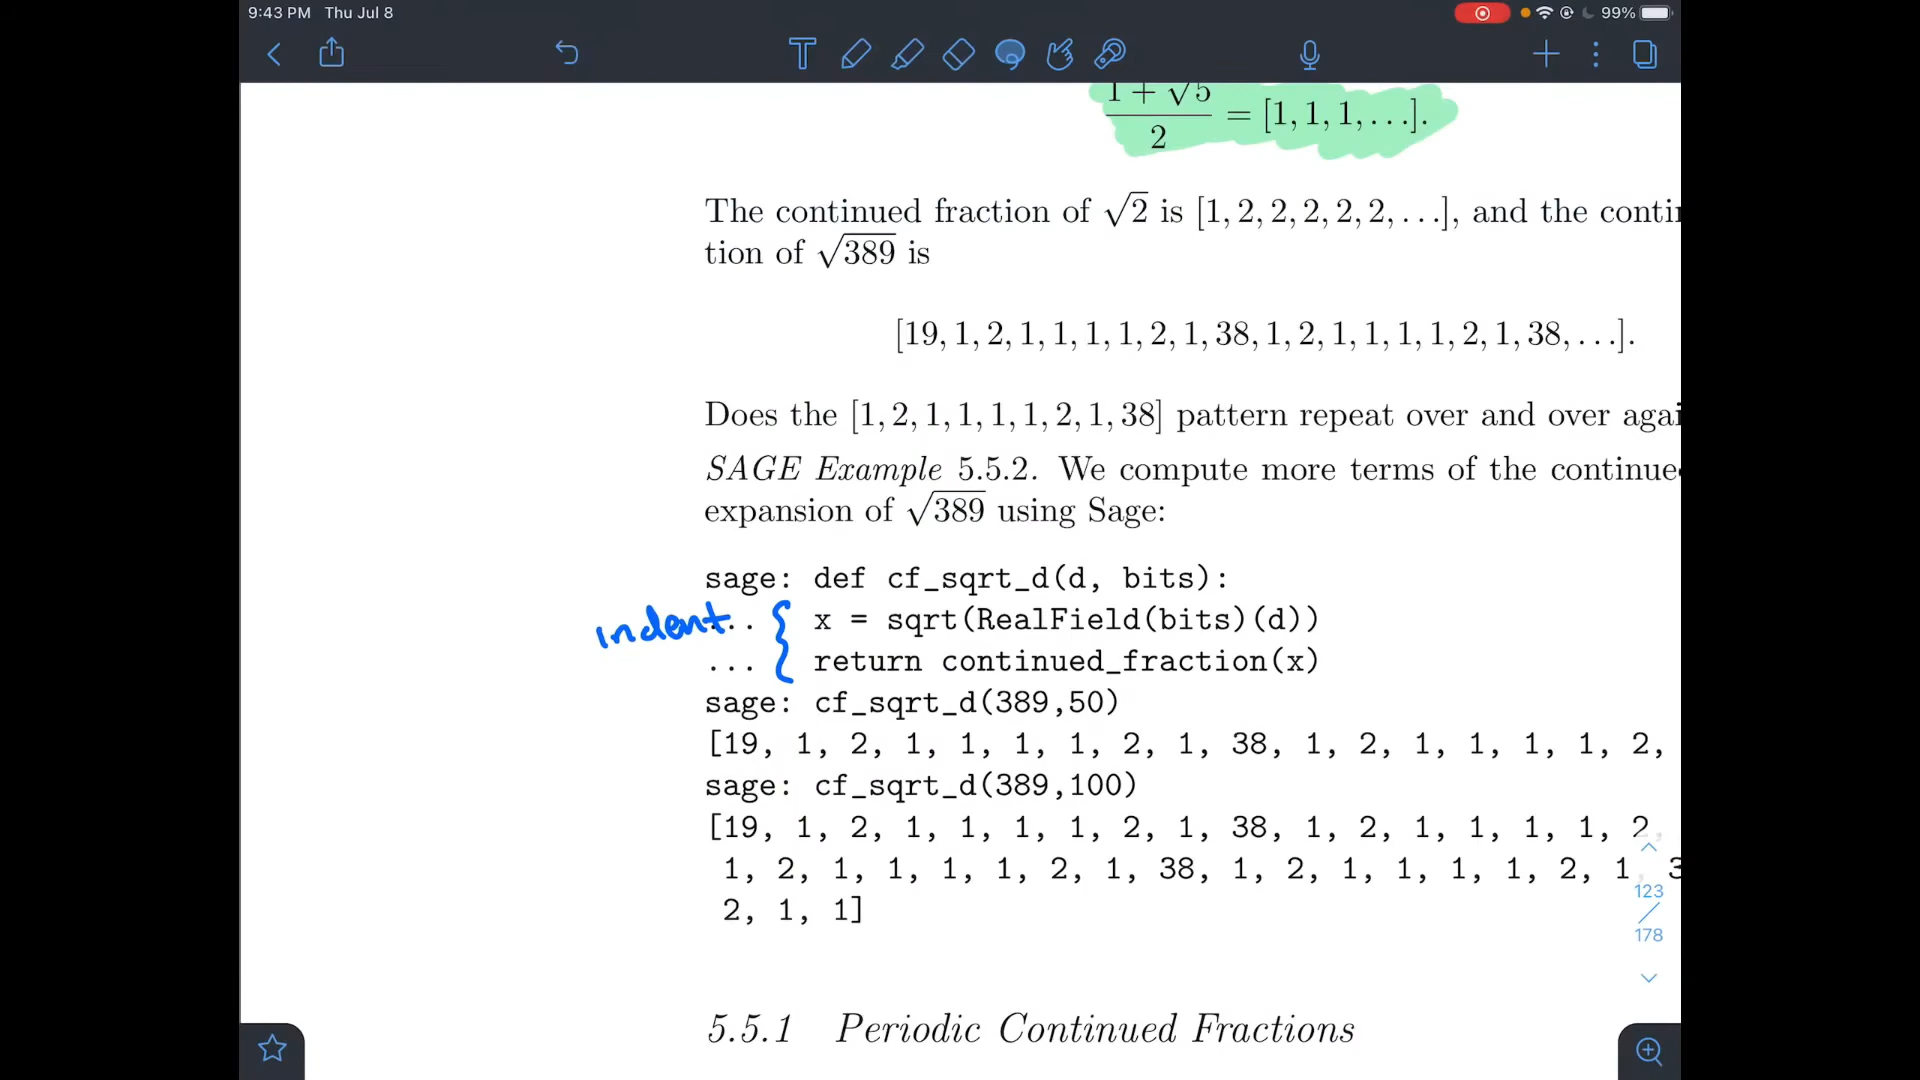 9:43 PM Thu Jul 8
99%
1 + √5
2
= [1, 1, 1, . . .].
The continued fraction of √2 is [1, 2, 2, 2, 2, 2, . . .], and the
tion of √389 is
[19, 1, 2, 1, 1, 1, 1, 2, 1, 38, 1, 2, 1, 1, 1, 1, 2, 1, 38, . . .].
Does the [1, 2, 1, 1, 1, 1, 2, 1, 38] pattern repeat over and over
SAGE Example 5.5.2. We compute more terms of the
expansion of √389 using Sage:
sage: def cf_sqrt_d(d, bits):
indent
... x = sqrt(RealField(bits)(d))
... return continued_fraction(x)
sage: cf_sqrt_d(389,50)
[19, 1, 2, 1, 1, 1, 1, 2, 1, 38, 1, 2, 1, 1, 1, 1, 2,
sage: cf_sqrt_d(389,100)
[19, 1, 2, 1, 1, 1, 1, 2, 1, 38, 1, 2, 1, 1, 1, 1, 2,
1, 2, 1, 1, 1, 1, 2, 1, 38, 1, 2, 1, 1, 1, 1, 2, 1, 3
2, 1, 1]
123
178
5.5.1 Periodic Continued Fractions